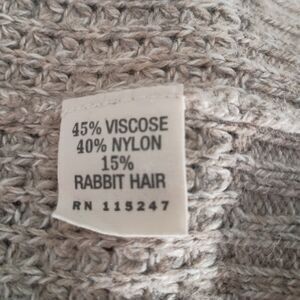 45% VISCOSE
40% NYLON
15%
RABBIT HAIR
RN 115247